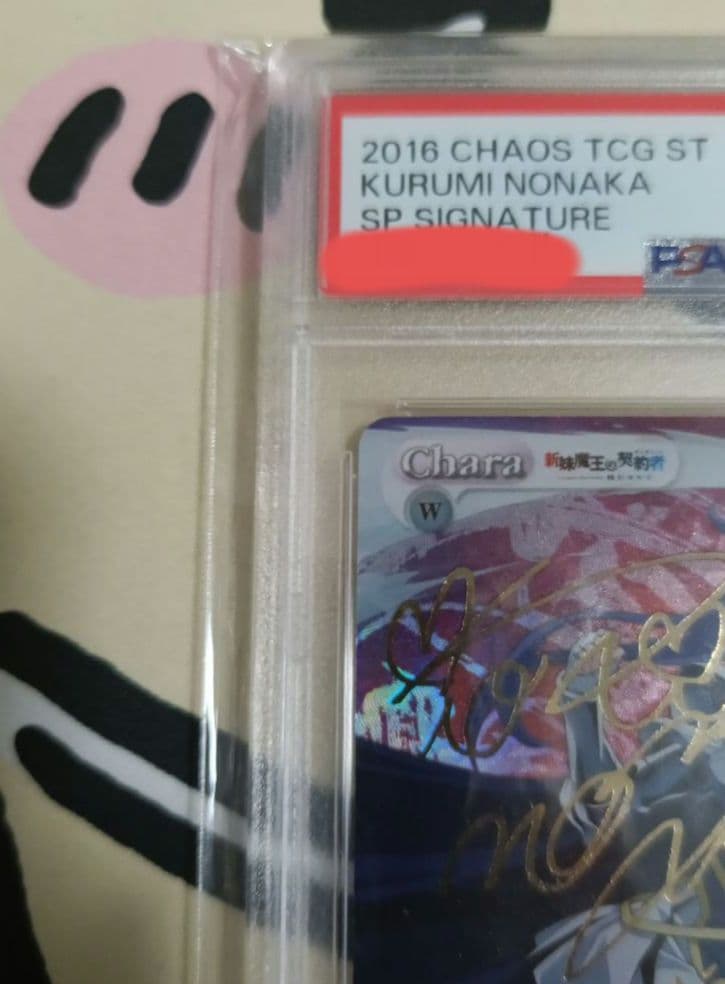 2016 CHAOS TCG ST
KURUMI NONAKA
SP SIGNATURE
PSA
Chara 新妹魔王の契約者
W